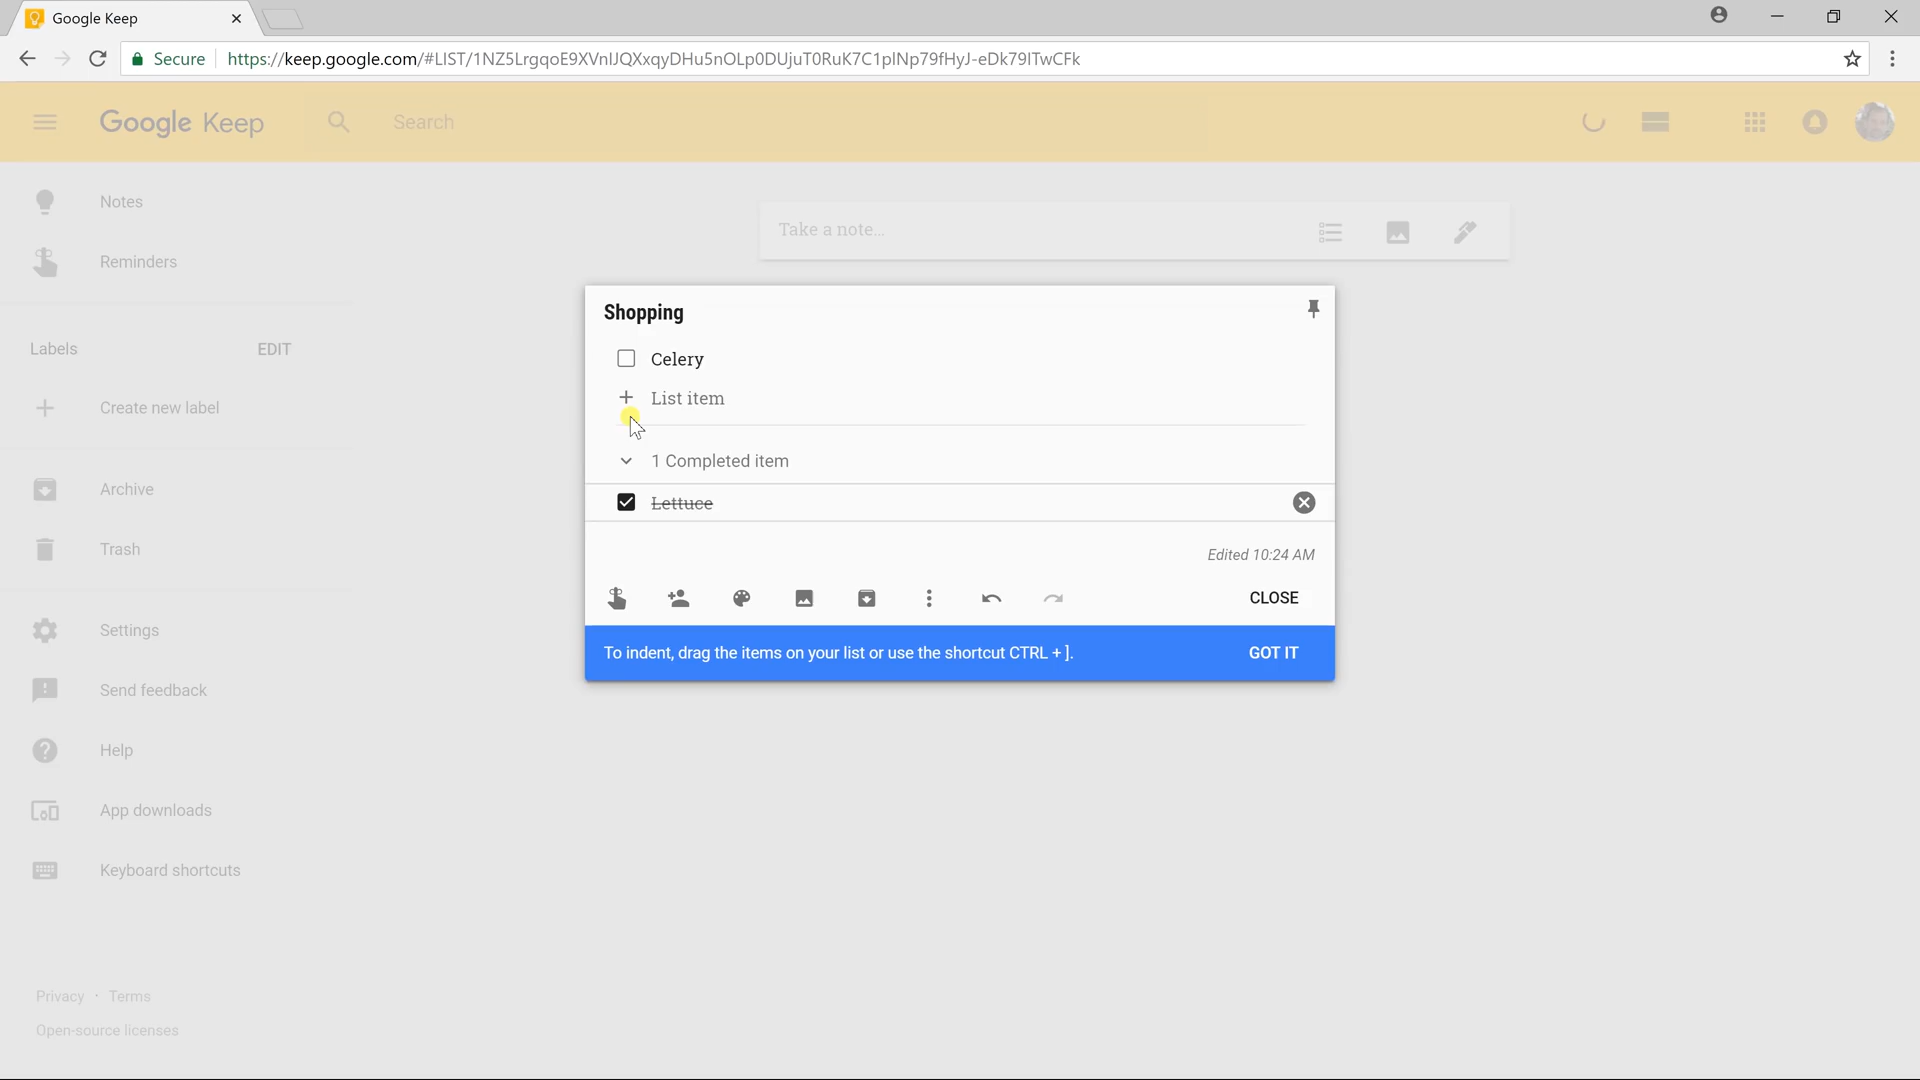 Google Keep
Secure https://keep.google.com/#LIST/1NZ5LrgqoE9XVnIJQXxqyDHu5nOLp0DUjuT0RuK7C1pINp79fHyJ-eDk79ITwCFk
Google Keep Search
Notes
Reminders
Labels EDIT
Create new label
Archive
Trash
Settings
Send feedback
Help
App downloads
Keyboard shortcuts
Privacy · Terms
Open-source licenses
Take a note...
Shopping
Celery
List item
1 Completed item
Lettuce
Edited 10:24 AM
CLOSE
To indent, drag the items on your list or use the shortcut CTRL + ]. GOT IT